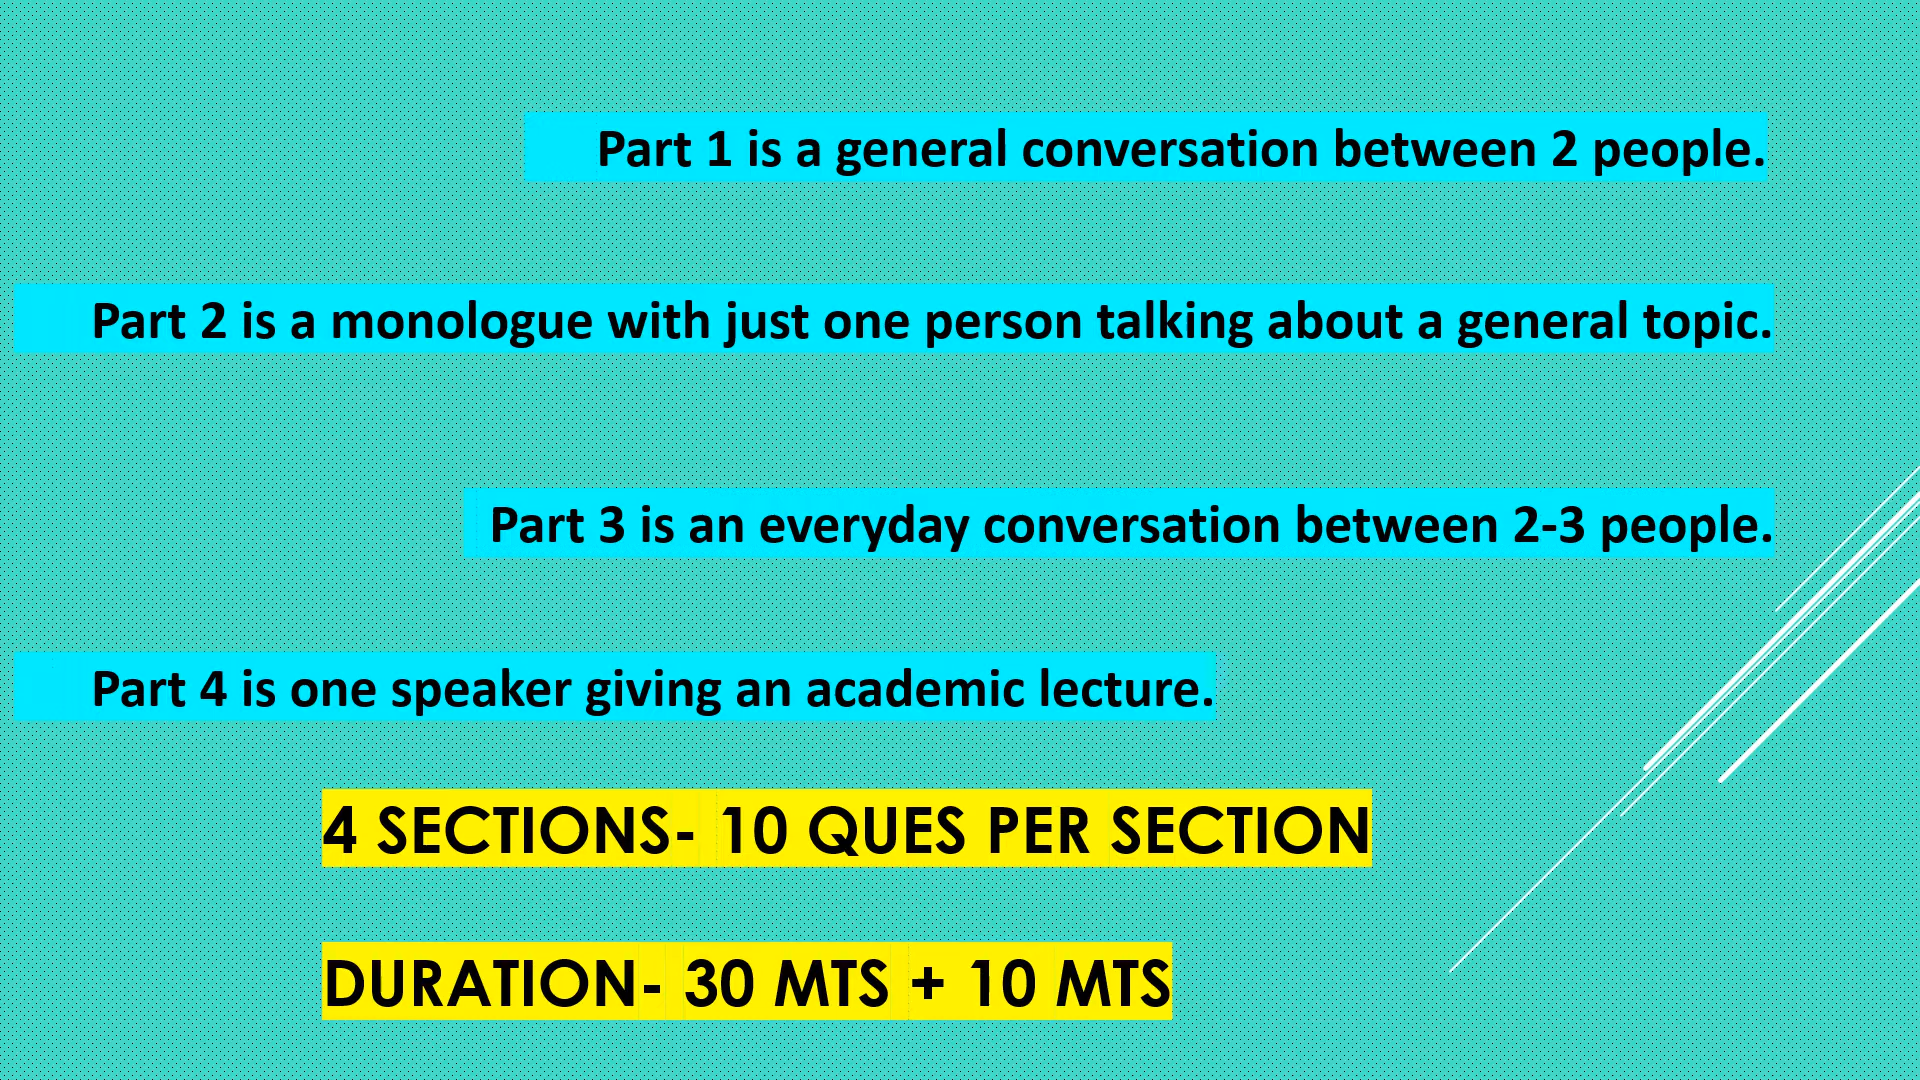 Part 1 is a general conversation between 2 people.
Part 2 is a monologue with just one person talking about a general topic.
Part 3 is an everyday conversation between 2-3 people.
Part 4 is one speaker giving an academic lecture.
4 SECTIONS- 10 QUES PER SECTION
DURATION- 30 MTS + 10 MTS